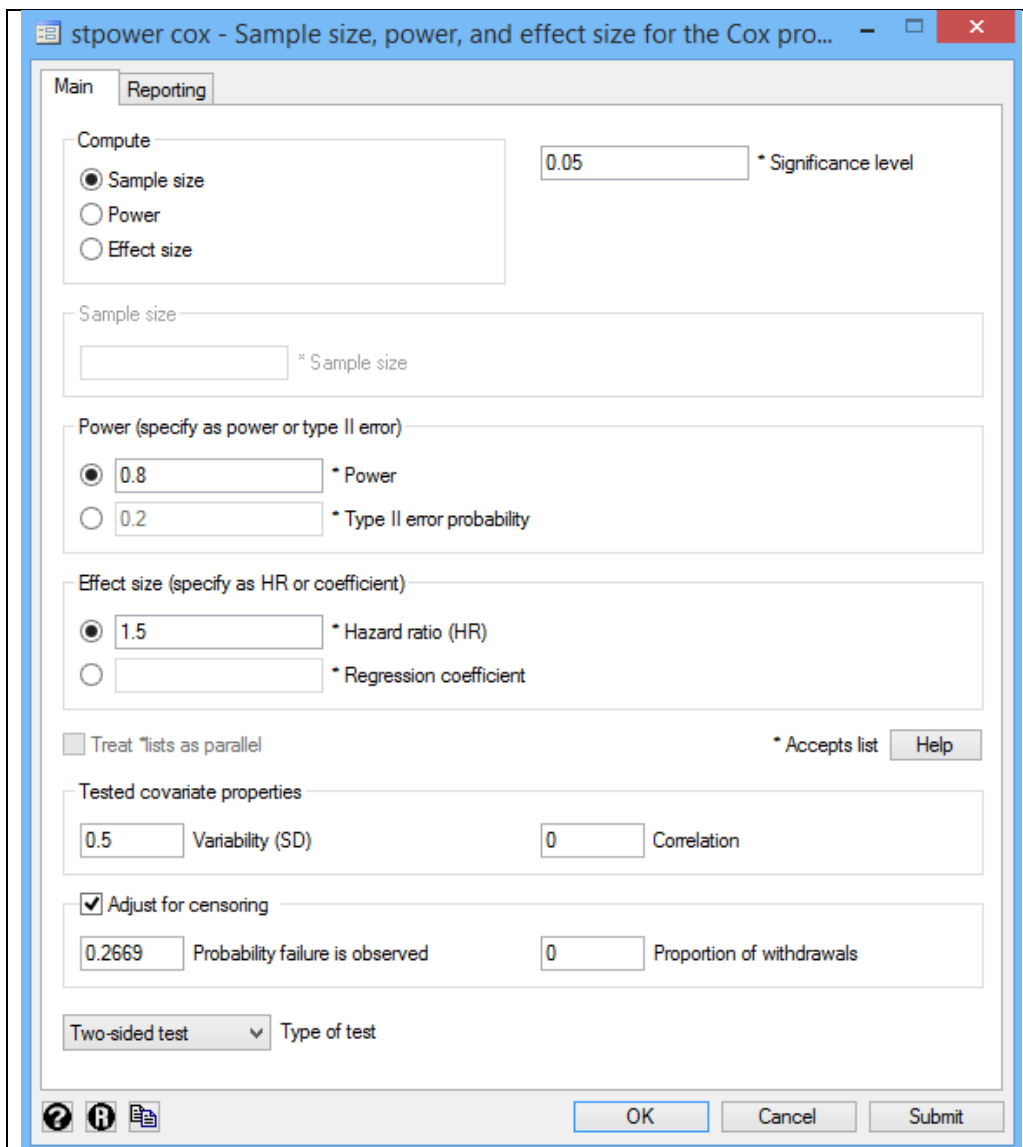 stpower cox - Sample size, power, and effect size for the Cox pro...
Main Reporting
Compute
Sample size
Power
Effect size
0.05 * Significance level
Sample size
* Sample size
Power (specify as power or type II error)
0.8 * Power
0.2 * Type II error probability
Effect size (specify as HR or coefficient)
1.5 * Hazard ratio (HR)
* Regression coefficient
Treat *lists as parallel * Accepts list Help
Tested covariate properties
0.5 Variability (SD) 0 Correlation
Adjust for censoring
0.2669 Probability failure is observed 0 Proportion of withdrawals
Two-sided test Type of test
OK Cancel Submit